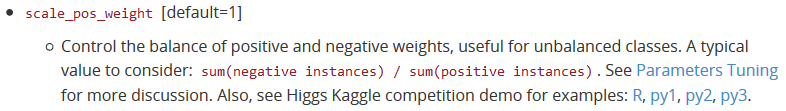 scale_pos_weight [default=1]
Control the balance of positive and negative weights, useful for unbalanced classes. A typical
value to consider: sum(negative instances) / sum(positive instances). See Parameters Tuning
for more discussion. Also, see Higgs Kaggle competition demo for examples: R, py1, py2, py3.